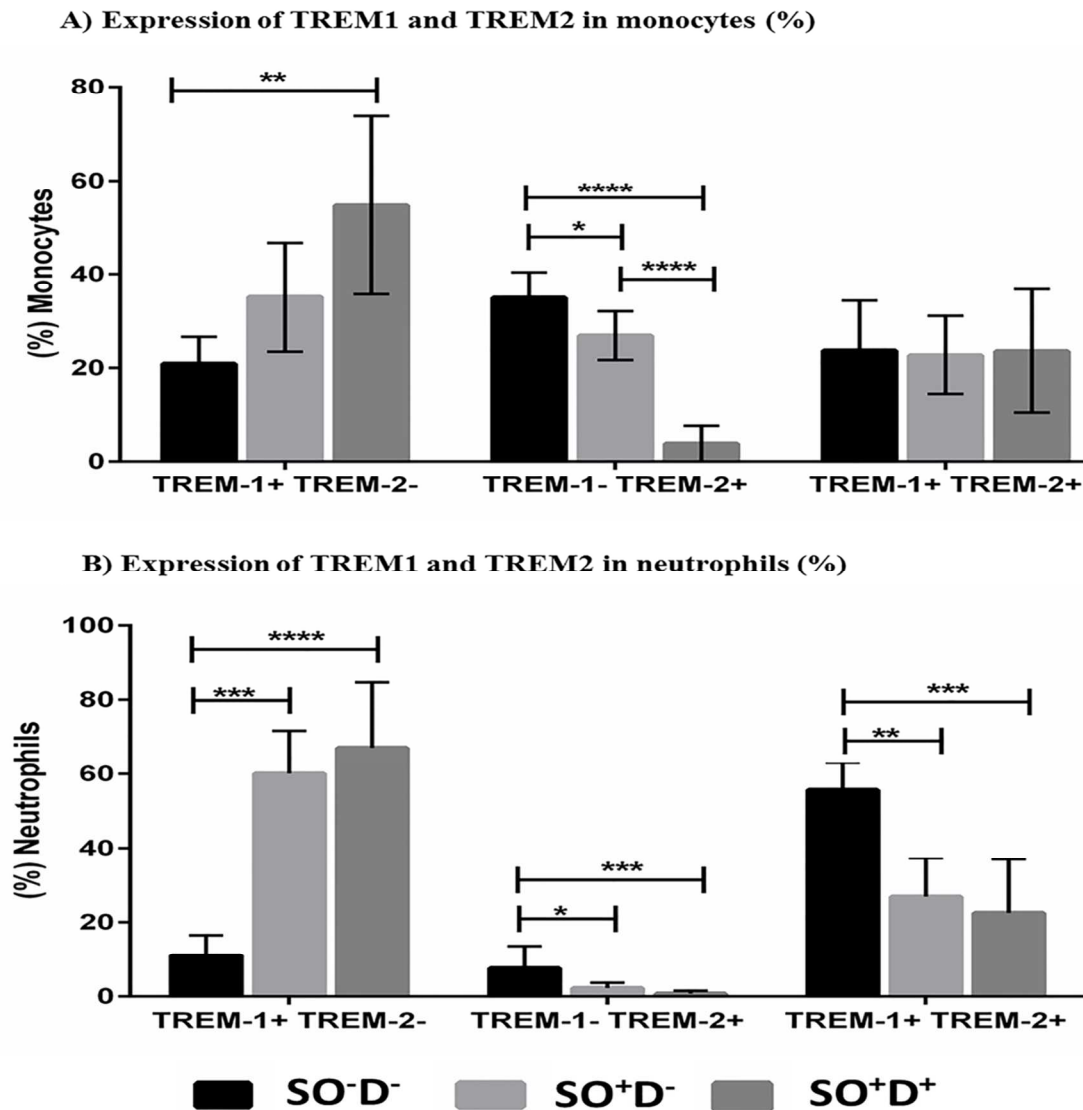 A) Expression of TREM1 and TREM2 in monocytes (%)
80
60
40
20
0
(%) Monocytes
**
****
*
****
TREM-1+ TREM-2-
TREM-1- TREM-2+
TREM-1+ TREM-2+
B) Expression of TREM1 and TREM2 in neutrophils (%)
100
80
60
40
20
0
(%) Neutrophils
****
***
***
*
***
**
TREM-1+ TREM-2-
TREM-1- TREM-2+
TREM-1+ TREM-2+
SO⁻D⁻
SO⁺D⁻
SO⁺D⁺